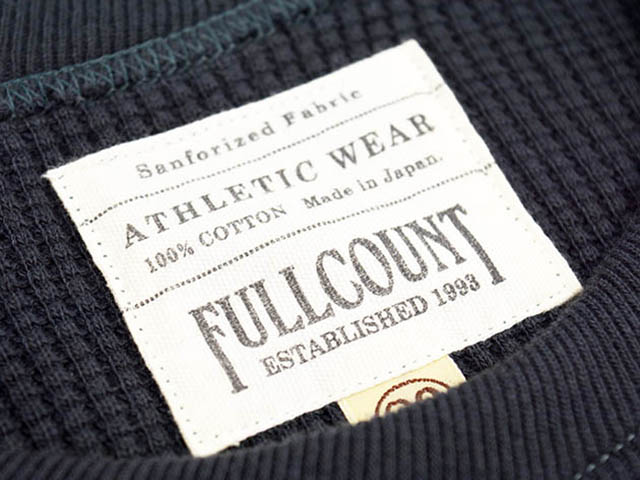 Sanforized Fabric
ATHLETIC WEAR
100% COTTON Made in Japan.
FULLCOUNT
ESTABLISHED 1993